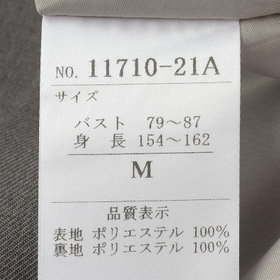 NO. 11710-21A
サイズ
バスト 79～87
身長 154～162
M
品質表示
表地 ポリエステル 100%
裏地 ポリエステル 100%